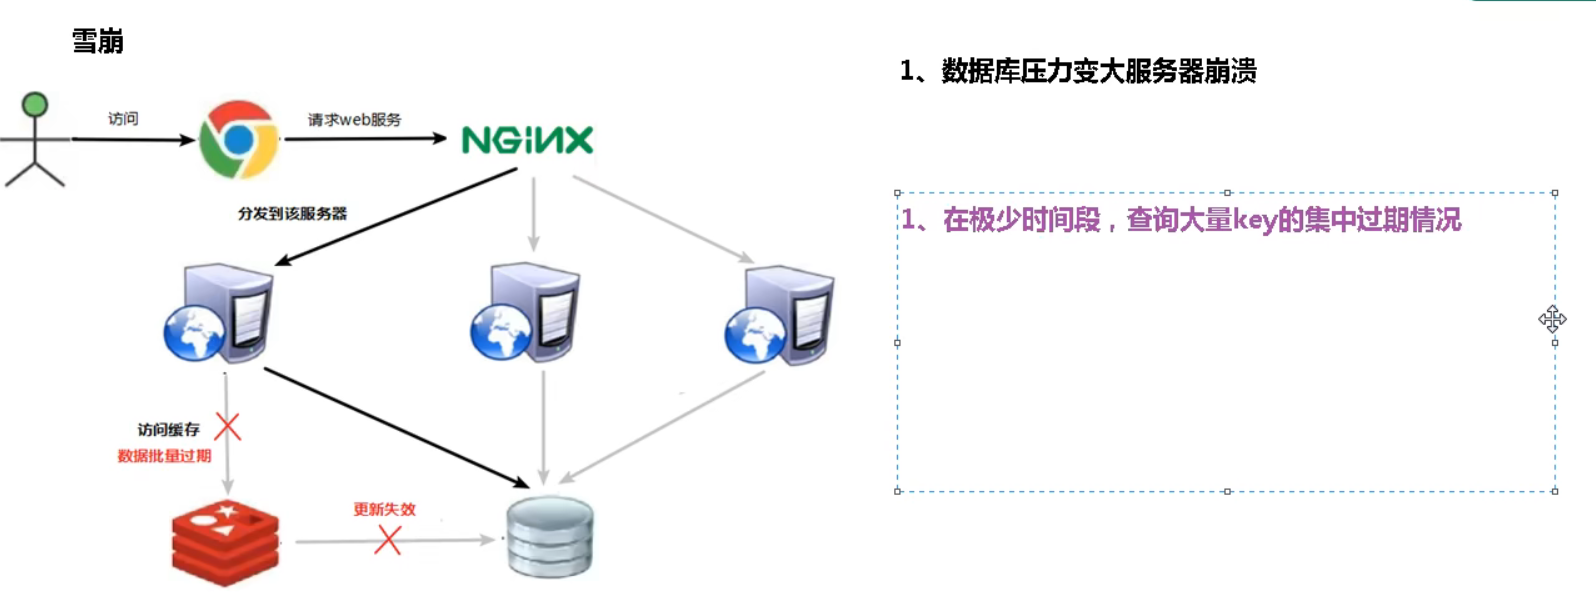 雪崩
1、数据库压力变大服务器崩溃
访问
请求web服务
NGINX
分发到该服务器
1、在极少时间段，查询大量key的集中过期情况
访问缓存
数据批量过期
更新失效